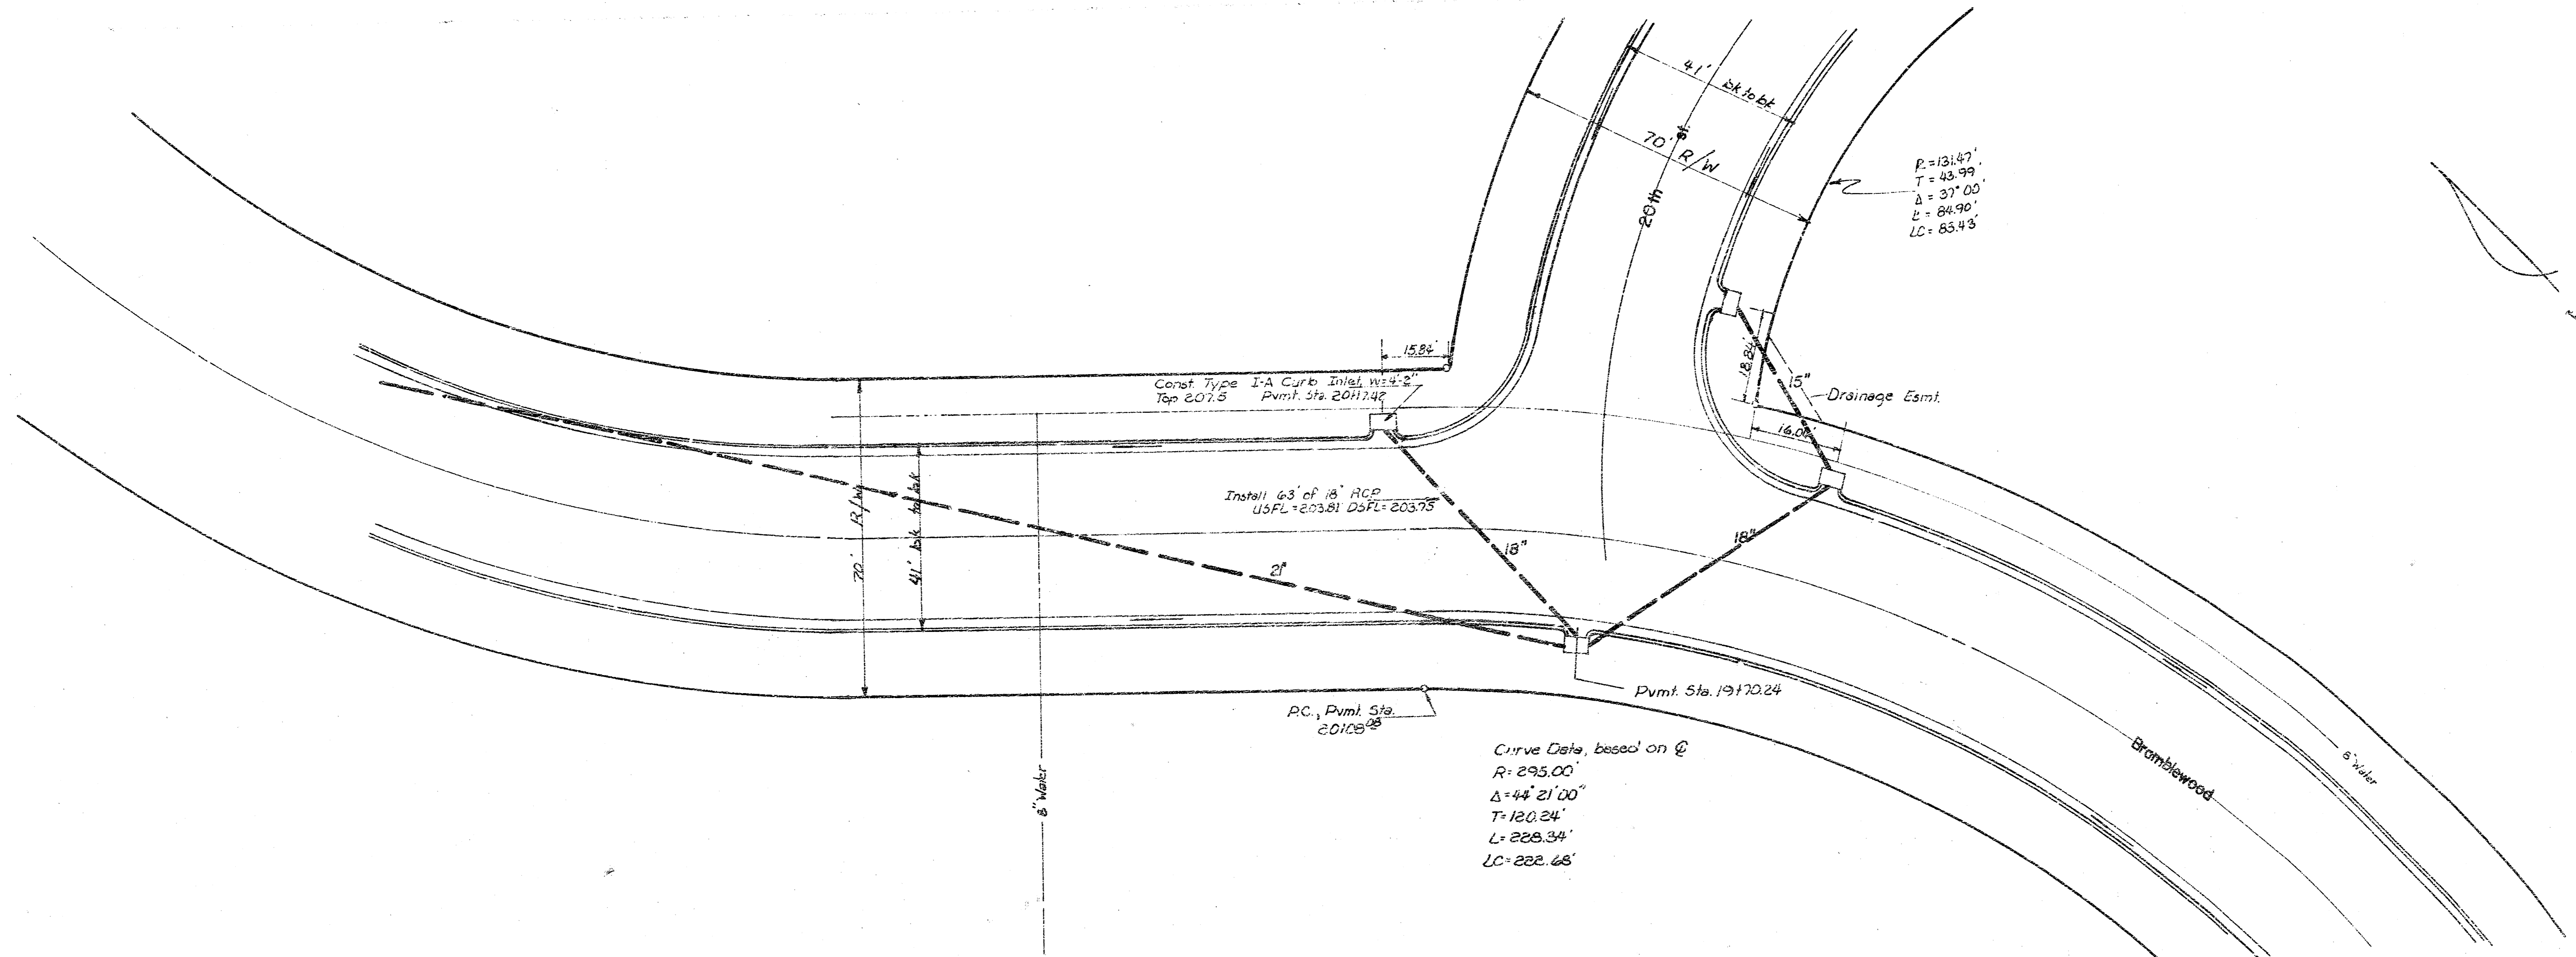 41'
bk to bk
70' R/W
20th st.
R=131.47'
T = 43.99'
Δ = 37° 00'
L = 84.90'
LC = 83.43'
15.84'
Const. Type I-A Curb Inlet, W=4'-2"
Top 207.5 Pvmt. Sta. 20+17.42
18.84'
15"
Drainage Esmt.
16.01'
Install 63' of 18" RCP
USFL = 203.81 DSFL = 203.75
70' R/W
41' bk to bk
18"
18"
21"
Pvmt. Sta. 19+70.24
P.C., Pvmt. Sta.
20+08.08
8" Water
Curve Data, based on ℄
R= 295.00'
Δ=44° 21' 00"
T= 120.24'
L= 228.34'
LC= 222.68'
Bramblewood
8" Water